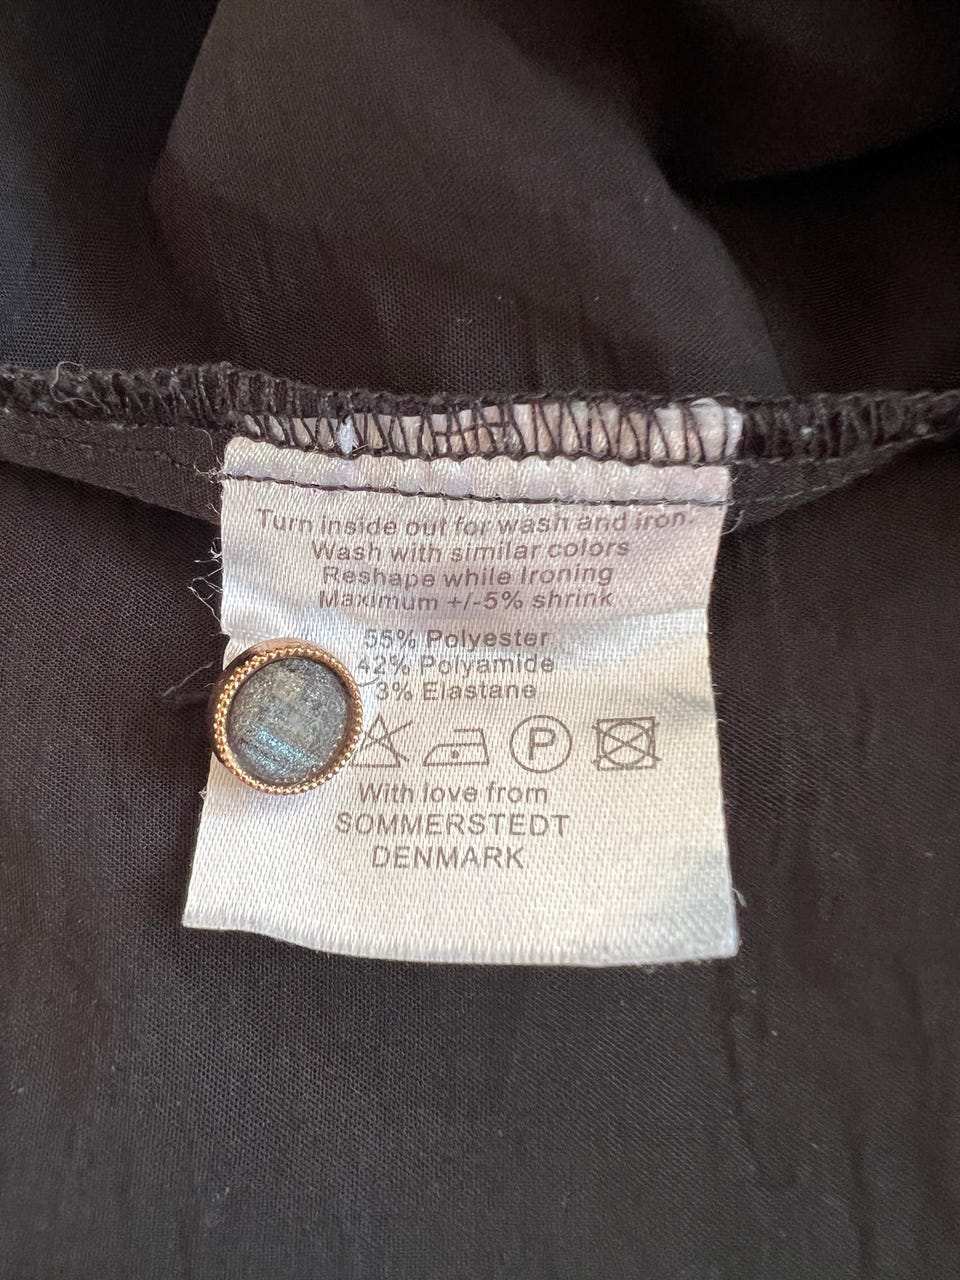 Turn inside out for wash and iron.
Wash with similar colors
Reshape while Ironing
Maximum +/-5% shrink
55% Polyester
42% Polyamide
3% Elastane
P
With love from
SOMMERSTEDT
DENMARK